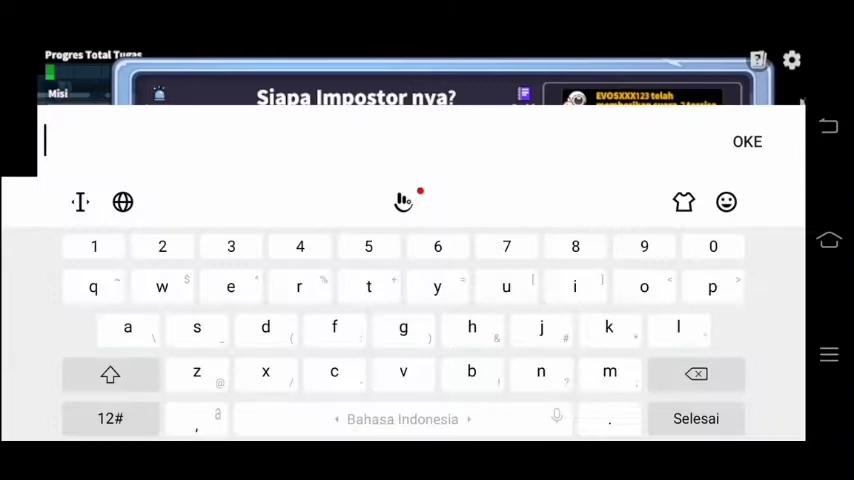 Progres Total Tugas
Misi
Siapa Impostor nya?
EVOSXXX123 telah
OKE
1 2 3 4 5 6 7 8 9 0
q ~ w $ e ^ r % t + y = u [ i ] o < p >
a \ s _ d ( f : g ) h & j # k * l "
z @ x / c - v b ! n ? m ;
12# , Bahasa Indonesia . Selesai